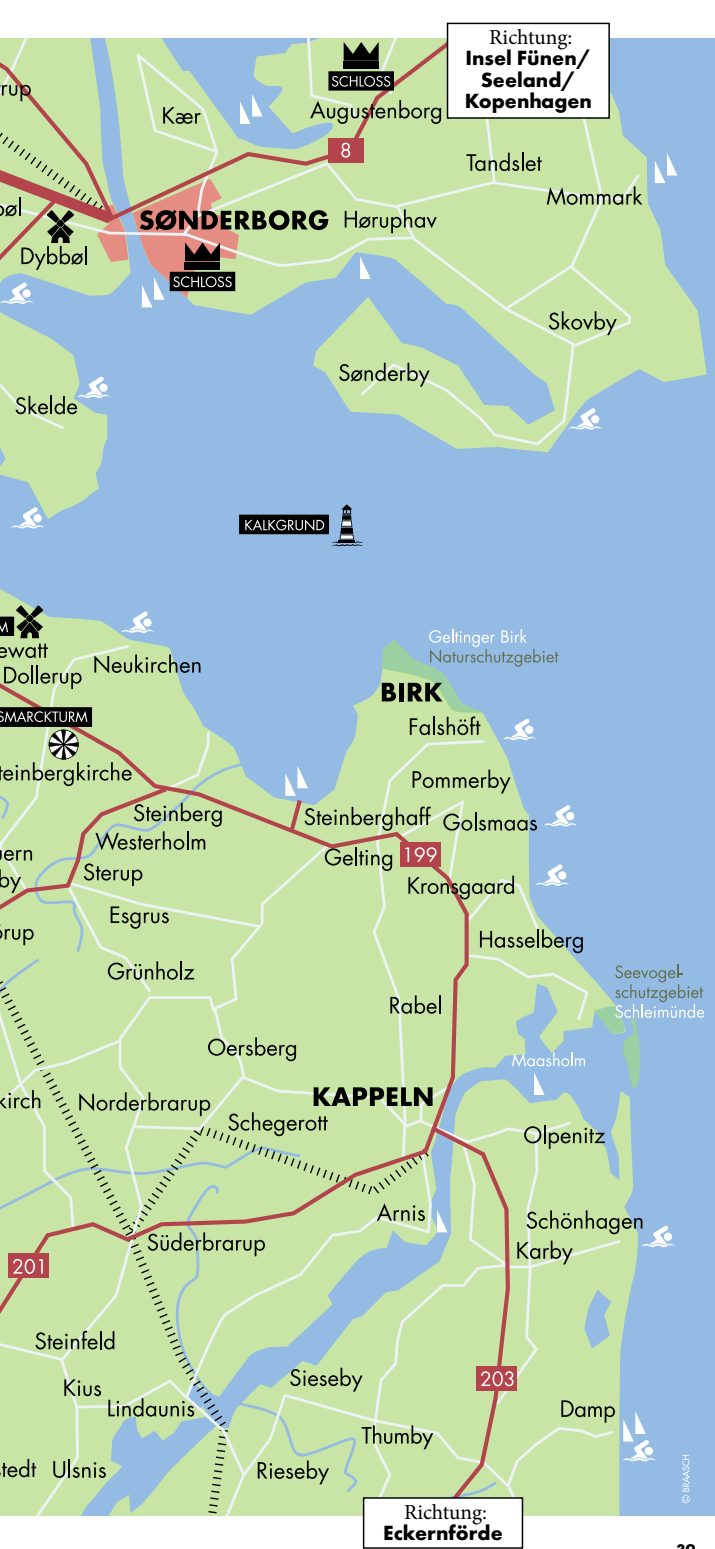 Richtung:
Insel Fünen/
Seeland/
Kopenhagen
SCHLOSS
Augustenborg
Kær
8
Tandslet
Mommark
SØNDERBORG
Høruphav
Dybbøl
SCHLOSS
Skovby
Sønderby
Skelde
KALKGRUND
Geltinger Birk
Naturschutzgebiet
Neukirchen
Dollerup
BIRK
Falshöft
Pommerby
Steinberg
Steinberghaff
Golsmaas
Westerholm
Gelting
199
Sterup
Kronsgaard
Esgrus
Hasselberg
Grünholz
Seevogel-
schutzgebiet
Schleimünde
Rabel
Oersberg
Maasholm
KAPPELN
Norderbrarup
Schegerott
Olpenitz
Arnis
Schönhagen
Süderbrarup
Karby
201
Steinfeld
Sieseby
203
Kius
Lindaunis
Damp
Thumby
Ulsnis
Rieseby
© BRAASCH
Richtung:
Eckernförde